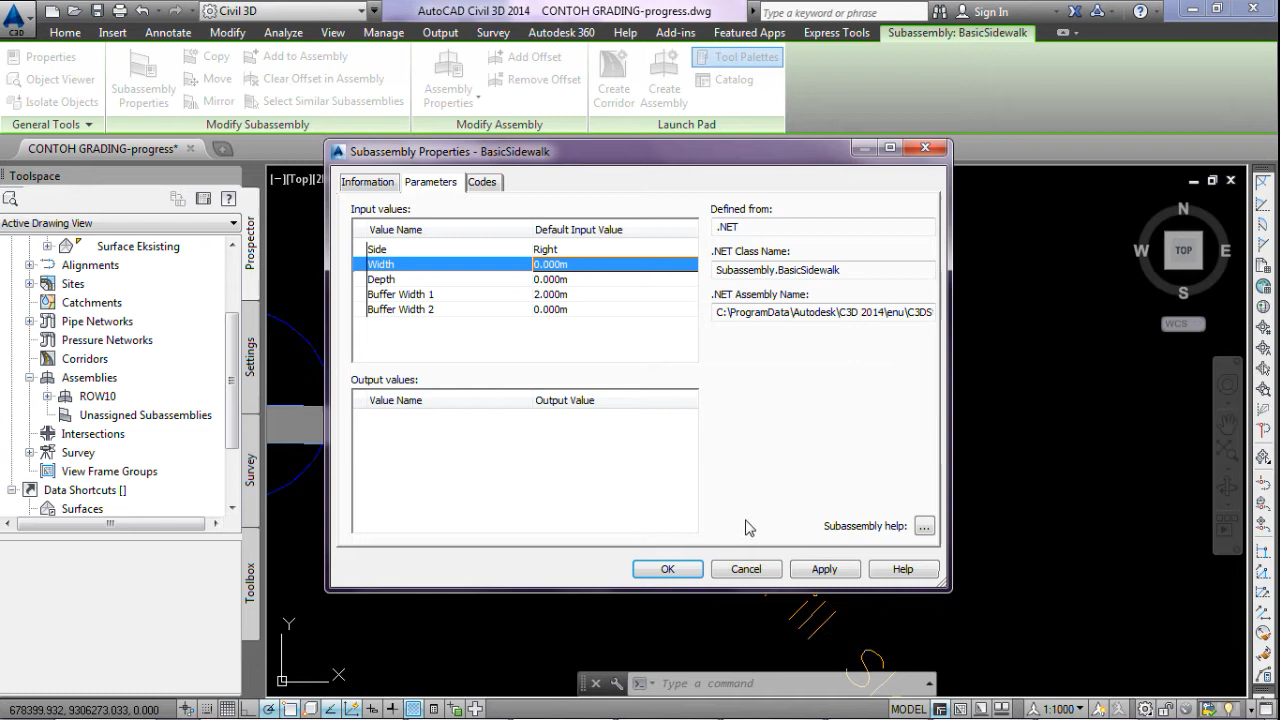 Civil 3D
AutoCAD Civil 3D 2014 CONTOH GRADING-progress.dwg
Type a keyword or phrase
Sign In
C3D
Home Insert Annotate Modify Analyze View Manage Output Survey Autodesk 360 Help Add-ins Featured Apps Express Tools Subassembly: BasicSidewalk
Properties
Object Viewer
Isolate Objects
General Tools
Subassembly Properties
Copy
Move
Mirror
Add to Assembly
Clear Offset in Assembly
Select Similar Subassemblies
Modify Subassembly
Assembly Properties
Add Offset
Remove Offset
Modify Assembly
Create Corridor
Create Assembly
Tool Palettes
Catalog
Launch Pad
CONTOH GRADING-progress*
Toolspace
Active Drawing View
Surface Eksisting
Alignments
Sites
Catchments
Pipe Networks
Pressure Networks
Corridors
Assemblies
ROW10
Unassigned Subassemblies
Intersections
Survey
View Frame Groups
Data Shortcuts []
Surfaces
Prospector
Settings
Survey
Toolbox
Subassembly Properties - BasicSidewalk
Information Parameters Codes
Input values:
Value Name Default Input Value
Side Right
Width 0.000m
Depth 0.000m
Buffer Width 1 2.000m
Buffer Width 2 0.000m
Output values:
Value Name Output Value
Defined from:
.NET
.NET Class Name:
Subassembly.BasicSidewalk
.NET Assembly Name:
C:\ProgramData\Autodesk\C3D 2014\enu\C3DS
Subassembly help: ...
OK Cancel Apply Help
N
W TOP E
S
WCS
Y
X
Type a command
678399.932, 9306273.033, 0.000
MODEL
1:1000